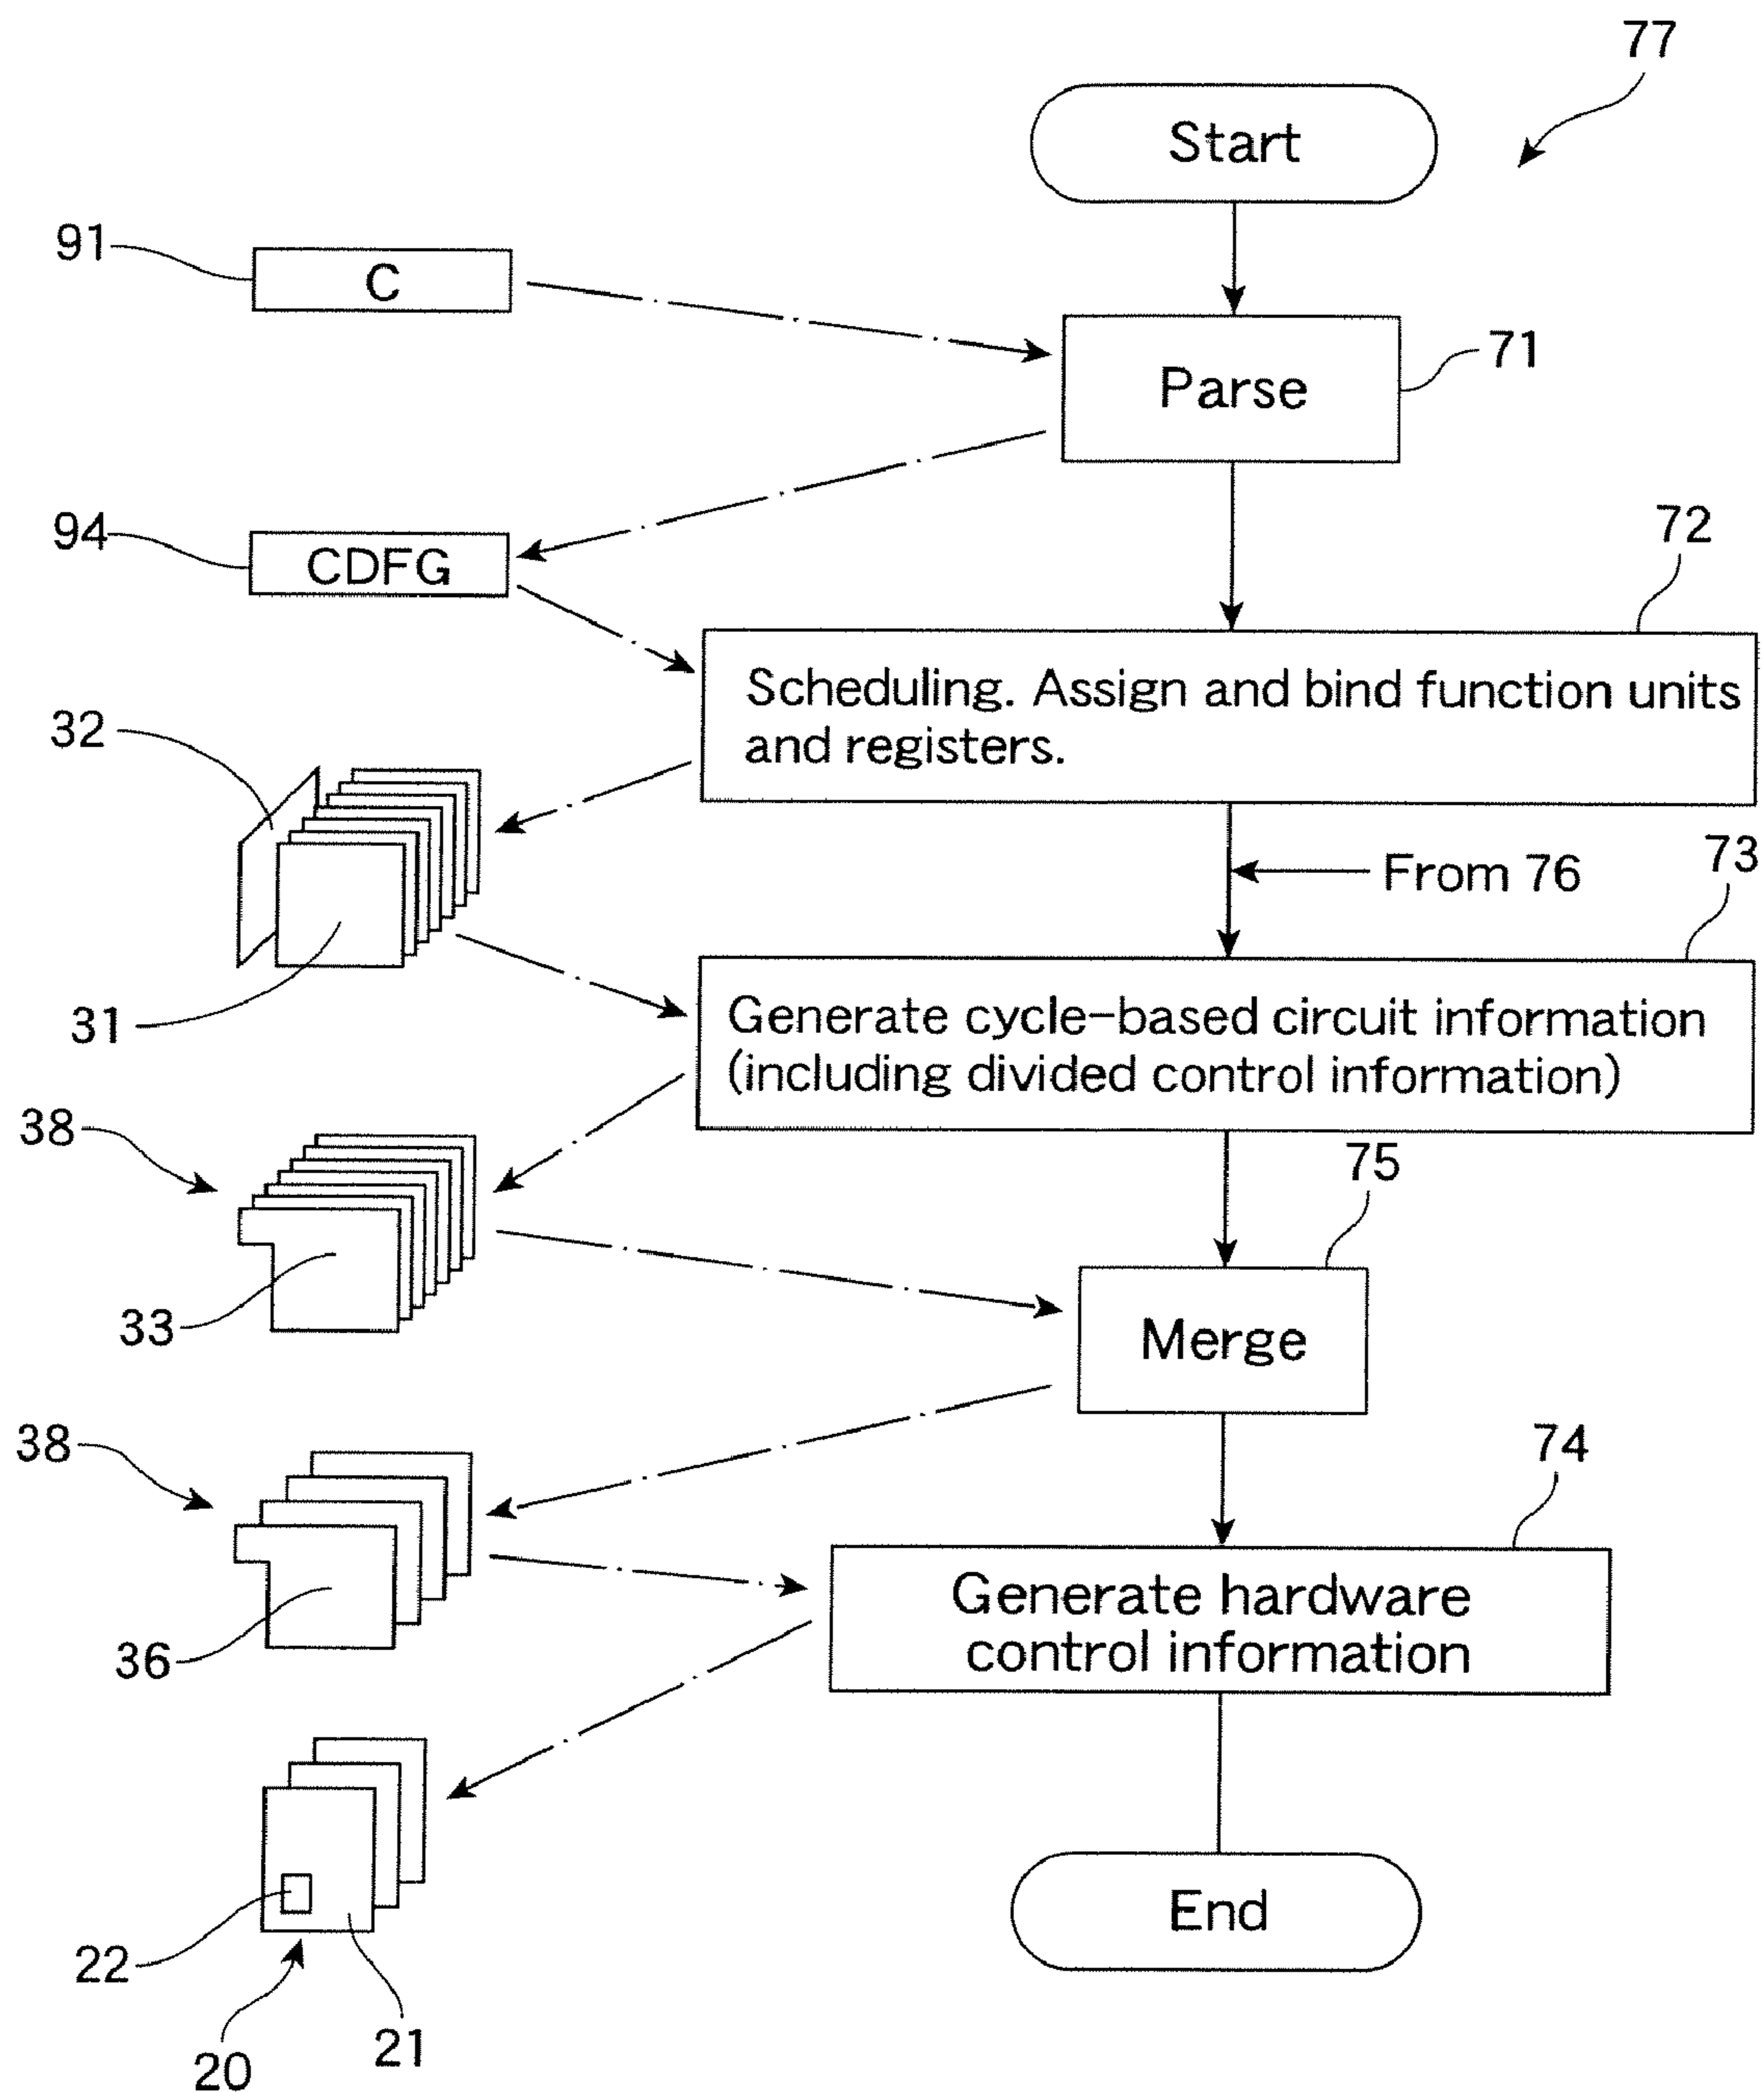 77
Start
91
C
71
Parse
94
CDFG
72
Scheduling. Assign and bind function units
and registers.
32
From 76
73
31
Generate cycle-based circuit information
(including divided control information)
38
75
33
Merge
38
74
36
Generate hardware
control information
22
End
21
20